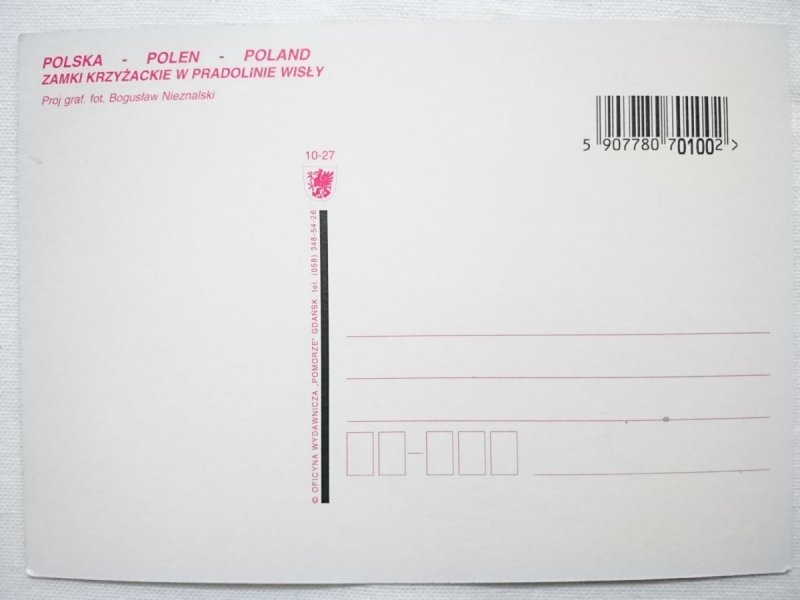 POLSKA - POLEN - POLAND
ZAMKI KRZYŻACKIE W PRADOLINIE WISŁY
Proj graf. fot. Bogusław Nieznalski
5 907780 701002 >
10-27
© OFICYNA WYDAWNICZA „POMORZE” GDAŃSK. tel. (058) 348-54-26